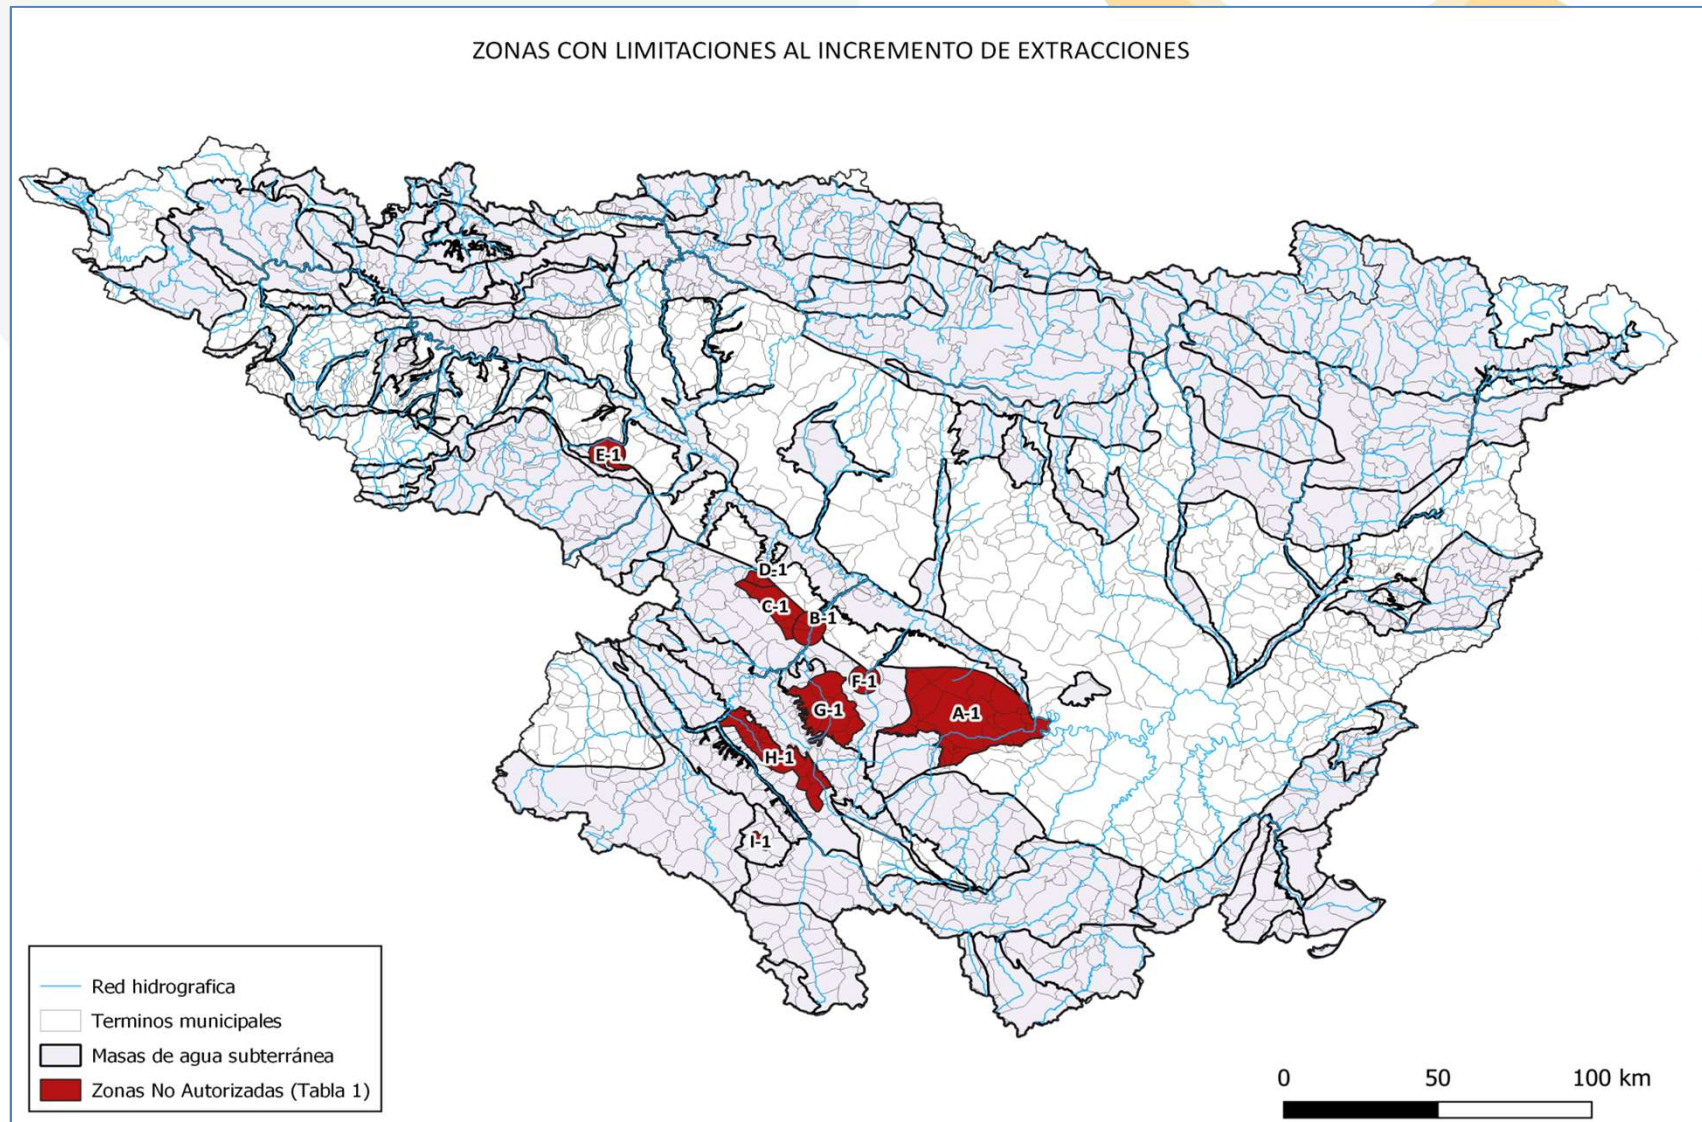 ZONAS CON LIMITACIONES AL INCREMENTO DE EXTRACCIONES
E-1
D-1
C-1
B-1
F-1
G-1
A-1
H-1
I-1
Red hidrografica
Terminos municipales
Masas de agua subterránea
Zonas No Autorizadas (Tabla 1)
0 50 100 km